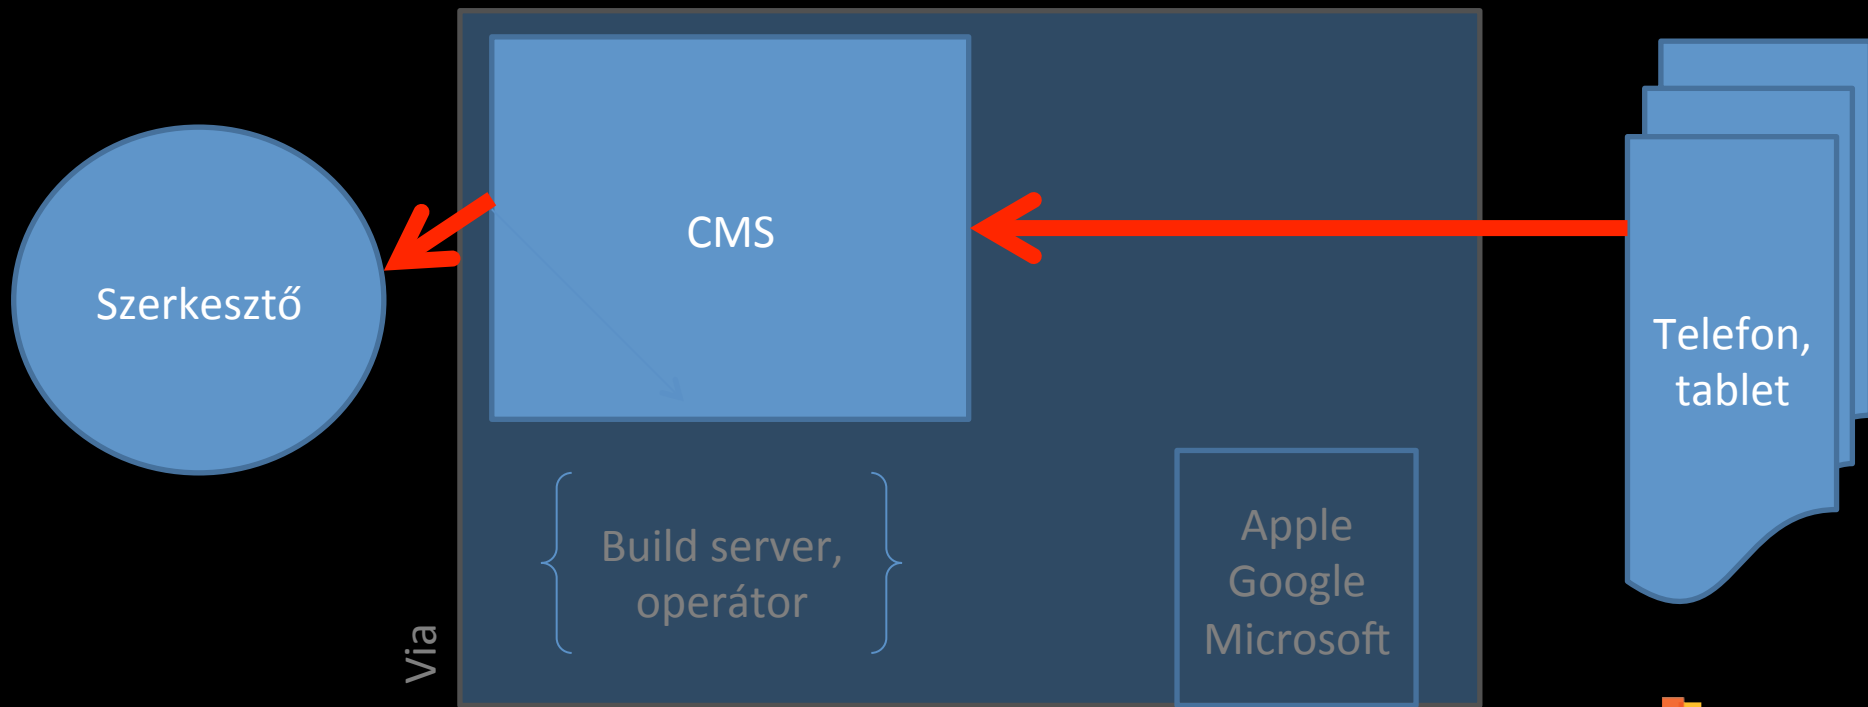 Szerkesztő
CMS
Telefon,
tablet
Build server,
operátor
Apple
Google
Microsoft
Via